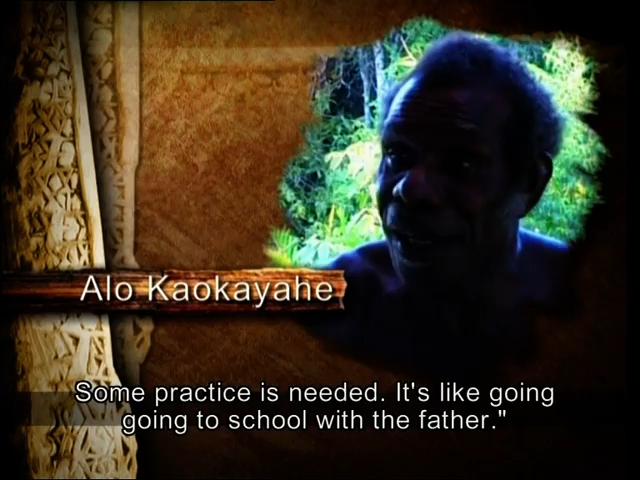 Alo Kaokayahe
Some practice is needed. It's like going
going to school with the father."